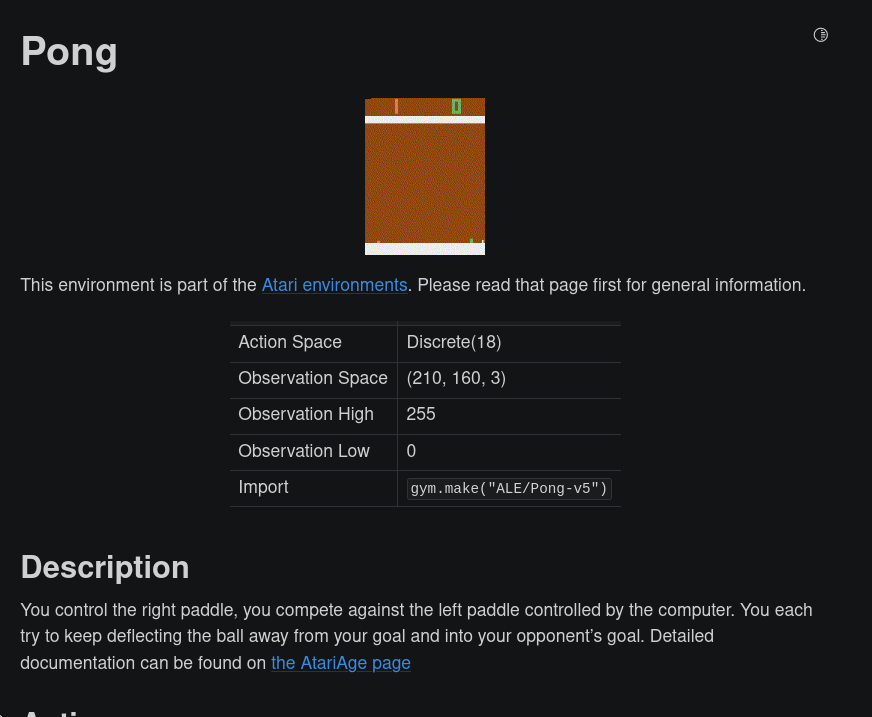 Pong
1 0
This environment is part of the Atari environments. Please read that page first for general information.
Action Space Discrete(18)
Observation Space (210, 160, 3)
Observation High 255
Observation Low 0
Import gym.make("ALE/Pong-v5")
Description
You control the right paddle, you compete against the left paddle controlled by the computer. You each
try to keep deflecting the ball away from your goal and into your opponent’s goal. Detailed
documentation can be found on the AtariAge page